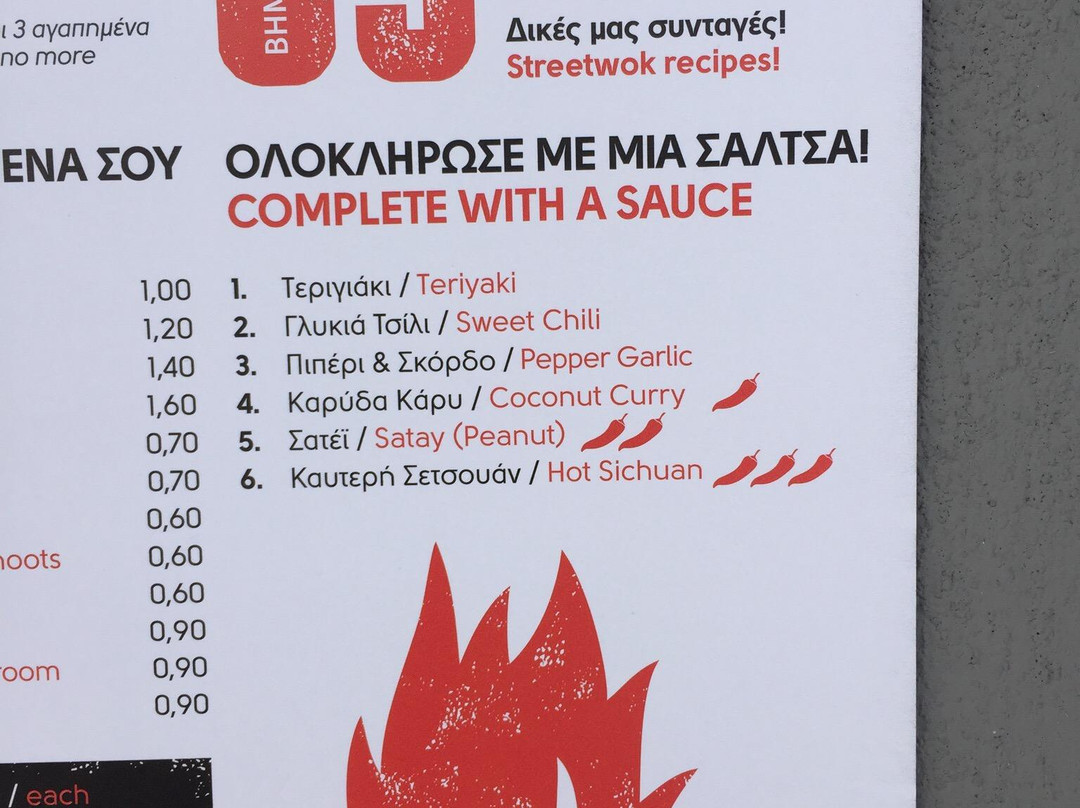 ι 3 αγαπημένα
no more
ΒΗΜ
Δικές μας συνταγές!
Streetwok recipes!
ΕΝΑ ΣΟΥ
ΟΛΟΚΛΗΡΩΣΕ ΜΕ ΜΙΑ ΣΑΛΤΣΑ!
COMPLETE WITH A SAUCE
1,00
1,20
1,40
1,60
0,70
0,70
0,60
hoots 0,60
0,60
0,90
room 0,90
0,90
1. Τεριγιάκι / Teriyaki
2. Γλυκιά Τσίλι / Sweet Chili
3. Πιπέρι & Σκόρδο / Pepper Garlic
4. Καρύδα Κάρυ / Coconut Curry
5. Σατέϊ / Satay (Peanut)
6. Καυτερή Σετσουάν / Hot Sichuan
/ each